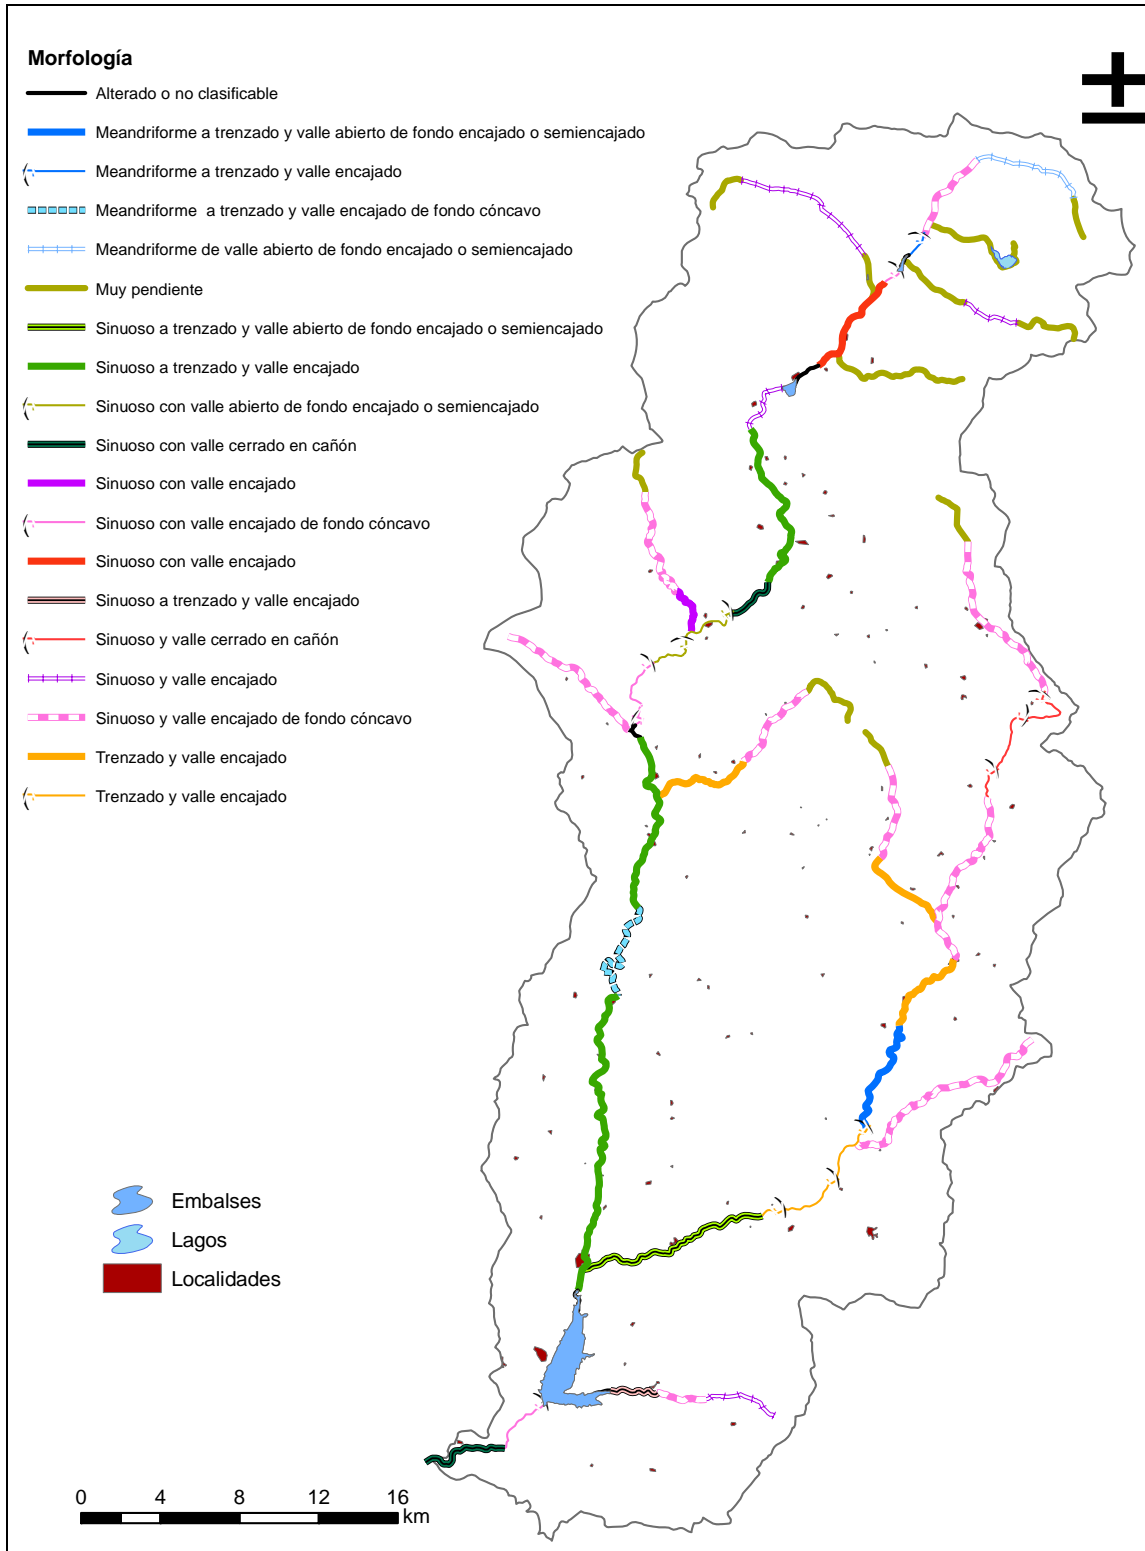 Morfología
Alterado o no clasificable
Meandriforme a trenzado y valle abierto de fondo encajado o semiencajado
Meandriforme a trenzado y valle encajado
Meandriforme  a trenzado y valle encajado de fondo cóncavo
Meandriforme de valle abierto de fondo encajado o semiencajado
Muy pendiente
Sinuoso a trenzado y valle abierto de fondo encajado o semiencajado
Sinuoso a trenzado y valle encajado
Sinuoso con valle abierto de fondo encajado o semiencajado
Sinuoso con valle cerrado en cañón
Sinuoso con valle encajado
Sinuoso con valle encajado de fondo cóncavo
Sinuoso con valle encajado
Sinuoso a trenzado y valle encajado
Sinuoso y valle cerrado en cañón
Sinuoso y valle encajado
Sinuoso y valle encajado de fondo cóncavo
Trenzado y valle encajado
Trenzado y valle encajado
Embalses
Lagos
Localidades
0 4 8 12 16
km